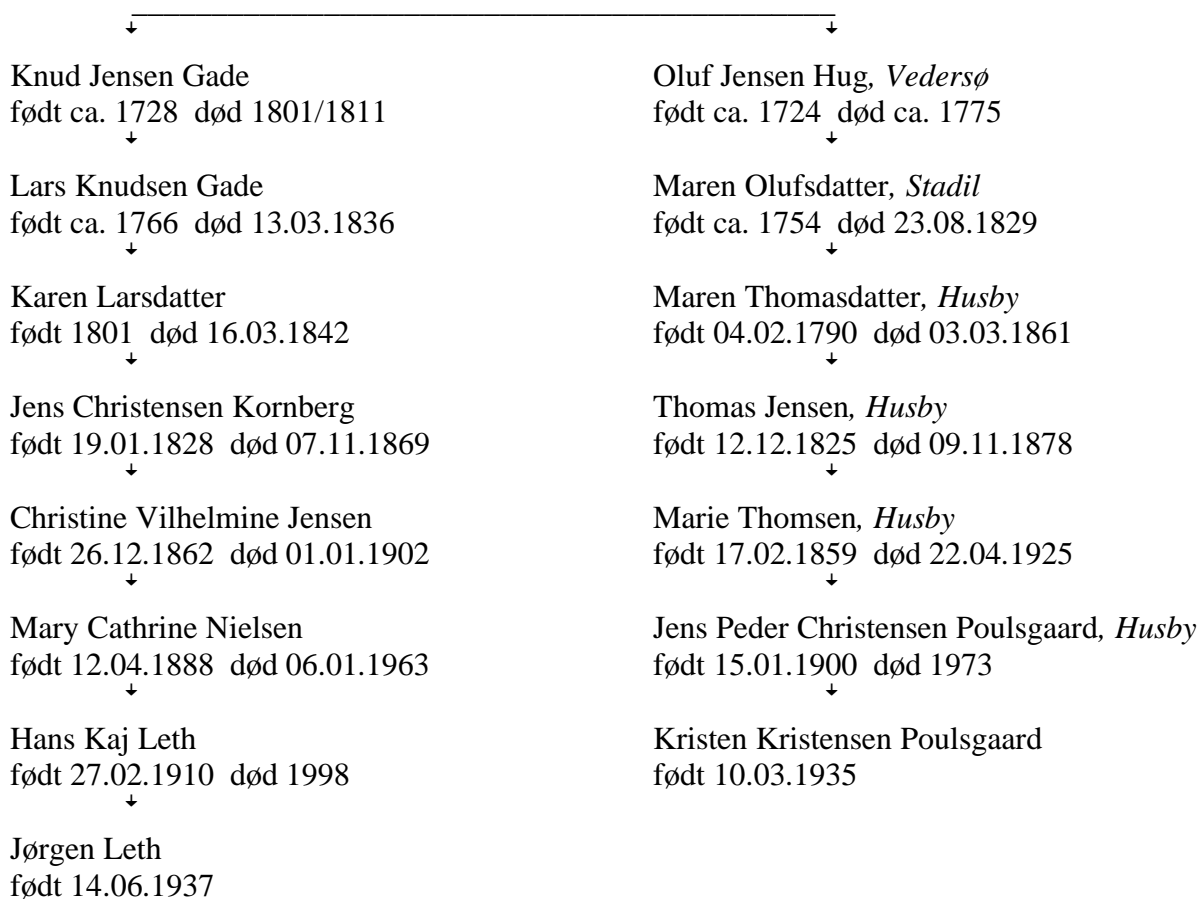 Knud Jensen Gade
født ca. 1728 død 1801/1811
Lars Knudsen Gade
født ca. 1766 død 13.03.1836
Karen Larsdatter
født 1801 død 16.03.1842
Jens Christensen Kornberg
født 19.01.1828 død 07.11.1869
Christine Vilhelmine Jensen
født 26.12.1862 død 01.01.1902
Mary Cathrine Nielsen
født 12.04.1888 død 06.01.1963
Hans Kaj Leth
født 27.02.1910 død 1998
Jørgen Leth
født 14.06.1937
Oluf Jensen Hug, Vedersø
født ca. 1724 død ca. 1775
Maren Olufsdatter, Stadil
født ca. 1754 død 23.08.1829
Maren Thomasdatter, Husby
født 04.02.1790 død 03.03.1861
Thomas Jensen, Husby
født 12.12.1825 død 09.11.1878
Marie Thomsen, Husby
født 17.02.1859 død 22.04.1925
Jens Peder Christensen Poulsgaard, Husby
født 15.01.1900 død 1973
Kristen Kristensen Poulsgaard
født 10.03.1935